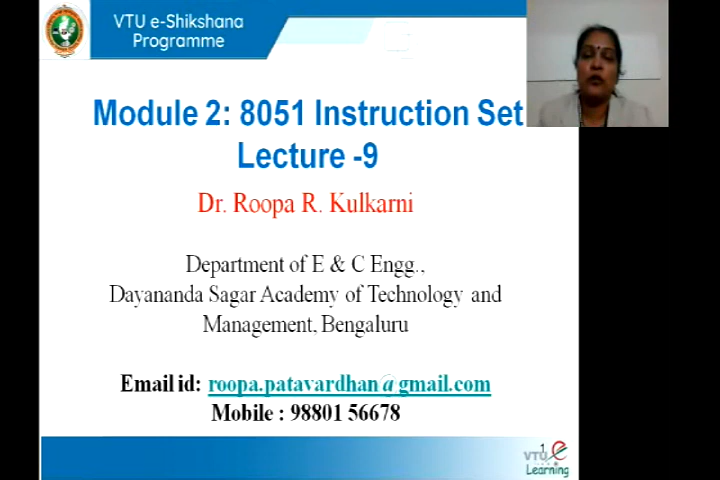 VTU e-Shikshana
Programme
Module 2: 8051 Instruction Set
Lecture -9
Dr. Roopa R. Kulkarni
Department of E & C Engg.,
Dayananda Sagar Academy of Technology and
Management, Bengaluru
Email id: roopa.patavardhan@gmail.com
Mobile : 98801 56678
1
VTU e
Learning